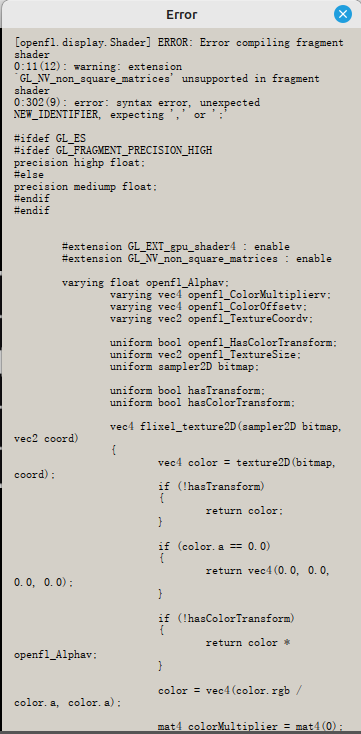 Error
[openfl.display.Shader] ERROR: Error compiling fragment
shader
0:11(12): warning: extension
`GL_NV_non_square_matrices' unsupported in fragment
shader
0:302(9): error: syntax error, unexpected
NEW_IDENTIFIER, expecting ',' or ';'
#ifdef GL_ES
#ifdef GL_FRAGMENT_PRECISION_HIGH
precision highp float;
#else
precision mediump float;
#endif
#endif
#extension GL_EXT_gpu_shader4 : enable
#extension GL_NV_non_square_matrices : enable
varying float openfl_Alphav;
varying vec4 openfl_ColorMultiplierv;
varying vec4 openfl_ColorOffsetv;
varying vec2 openfl_TextureCoordv;
uniform bool openfl_HasColorTransform;
uniform vec2 openfl_TextureSize;
uniform sampler2D bitmap;
uniform bool hasTransform;
uniform bool hasColorTransform;
vec4 flixel_texture2D(sampler2D bitmap,
vec2 coord)
{
vec4 color = texture2D(bitmap,
coord);
if (!hasTransform)
{
return color;
}
if (color.a == 0.0)
{
return vec4(0.0, 0.0,
0.0, 0.0);
}
if (!hasColorTransform)
{
return color *
openfl_Alphav;
}
color = vec4(color.rgb /
color.a, color.a);
mat4 colorMultiplier = mat4(0);